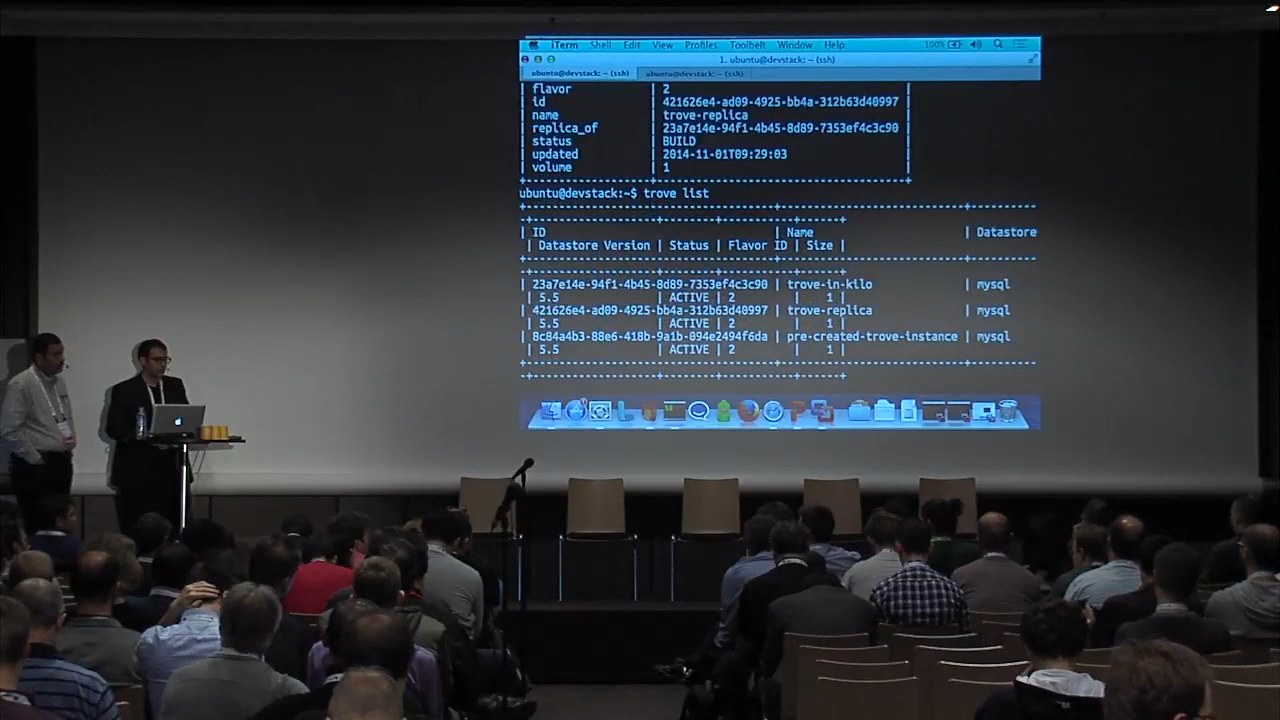 iTerm Shell Edit View Profiles Toolbelt Window Help 100%
1. ubuntu@devstack: ~ (ssh)
ubuntu@devstack: ~ (ssh) ubuntu@devstack: ~ (ssh)
| flavor | 2 |
| id | 421626e4-ad09-4925-bb4a-312b63d40997 |
| name | trove-replica |
| replica_of | 23a7e14e-94f1-4b45-8d89-7353ef4c3c90 |
| status | BUILD |
| updated | 2014-11-01T09:29:03 |
| volume | 1 |
ubuntu@devstack:~$ trove list
| ID | Name | Datastore
| Datastore Version | Status | Flavor ID | Size |
| 23a7e14e-94f1-4b45-8d89-7353ef4c3c90 | trove-in-kilo | mysql
| 5.5 | ACTIVE | 2 | 1 |
| 421626e4-ad09-4925-bb4a-312b63d40997 | trove-replica | mysql
| 5.5 | ACTIVE | 2 | 1 |
| 8c84a4b3-88e6-418b-9a1b-094e2494f6da | pre-created-trove-instance | mysql
| 5.5 | ACTIVE | 2 | 1 |